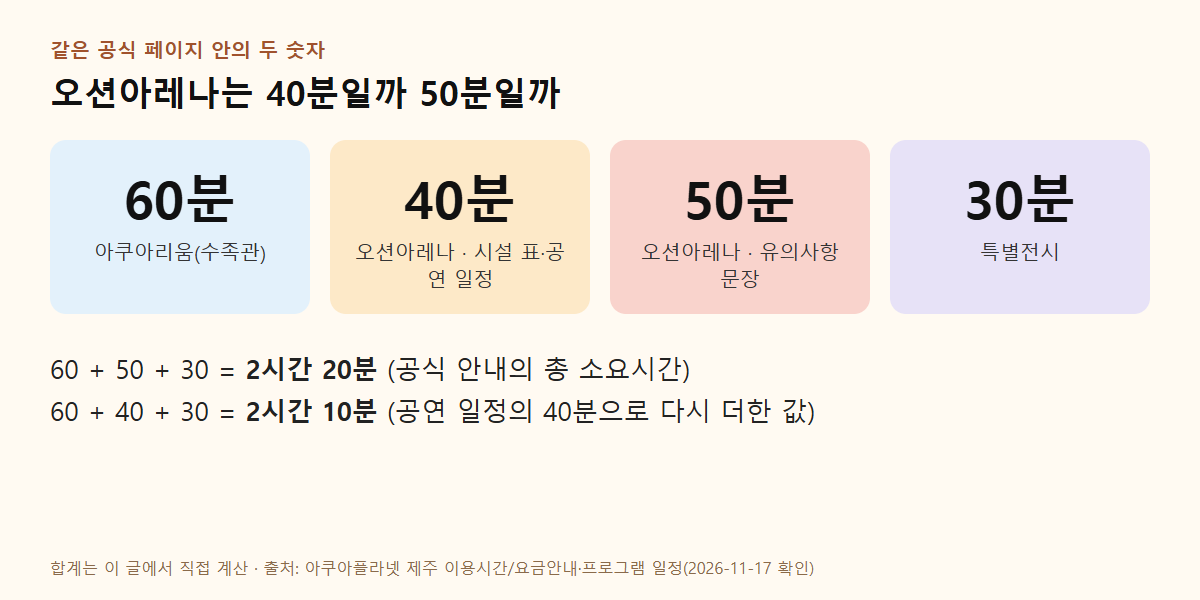 같은 공식 페이지 안의 두 숫자
오션아레나는 40분일까 50분일까
60분
아쿠아리움(수족관)
40분
오션아레나 · 시설 표·공
연 일정
50분
오션아레나 · 유의사항
문장
30분
특별전시
60 + 50 + 30 = 2시간 20분 (공식 안내의 총 소요시간)
60 + 40 + 30 = 2시간 10분 (공연 일정의 40분으로 다시 더한 값)
합계는 이 글에서 직접 계산 · 출처: 아쿠아플라넷 제주 이용시간/요금안내·프로그램 일정(2026-11-17 확인)